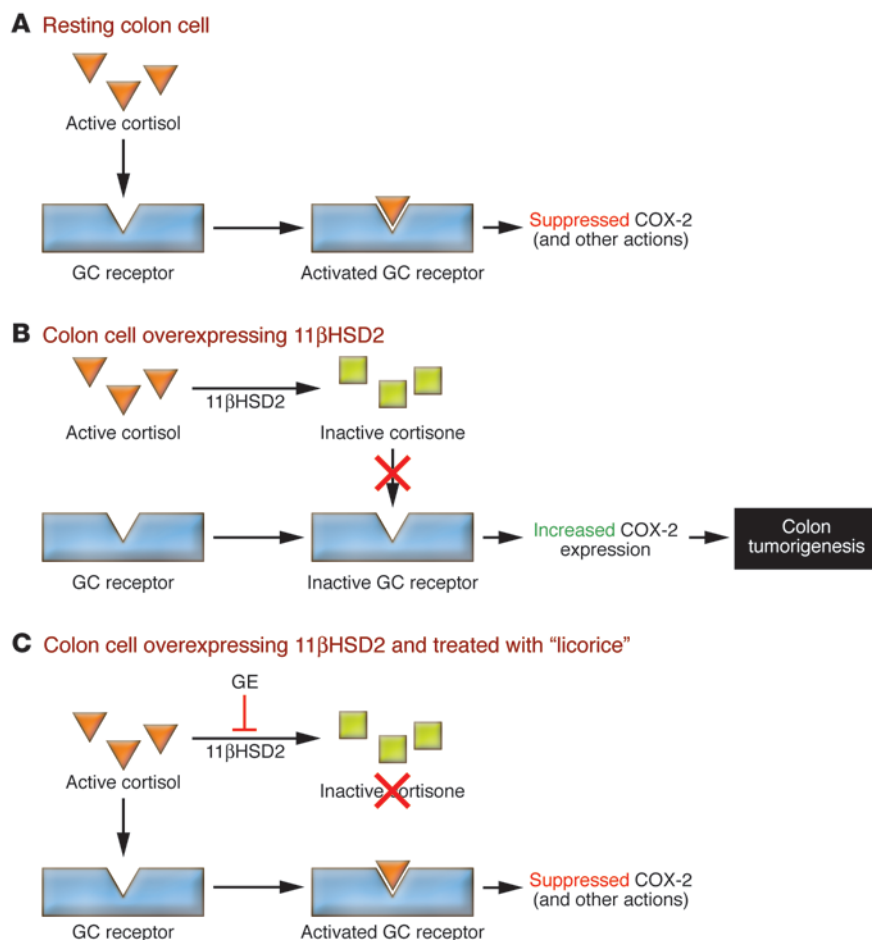 A Resting colon cell
Active cortisol
GC receptor
Activated GC receptor
Suppressed COX-2
(and other actions)
B Colon cell overexpressing 11βHSD2
11βHSD2
Active cortisol
Inactive cortisone
GC receptor
Inactive GC receptor
Increased COX-2
expression
Colon
tumorigenesis
C Colon cell overexpressing 11βHSD2 and treated with “licorice”
GE
11βHSD2
Active cortisol
Inactive cortisone
GC receptor
Activated GC receptor
Suppressed COX-2
(and other actions)